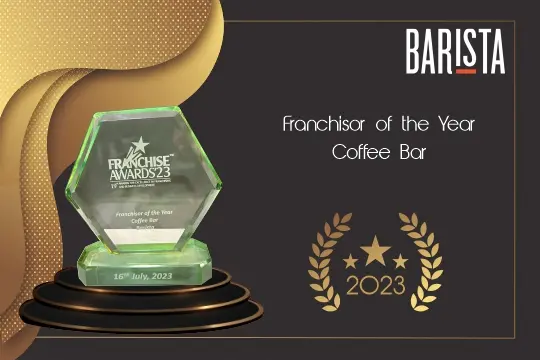 BARISTA
Franchisor of the Year
Coffee Bar
FRANCHISE
AWARDS23
Franchisor of the Year
Coffee Bar
Barista
16th July, 2023
2023